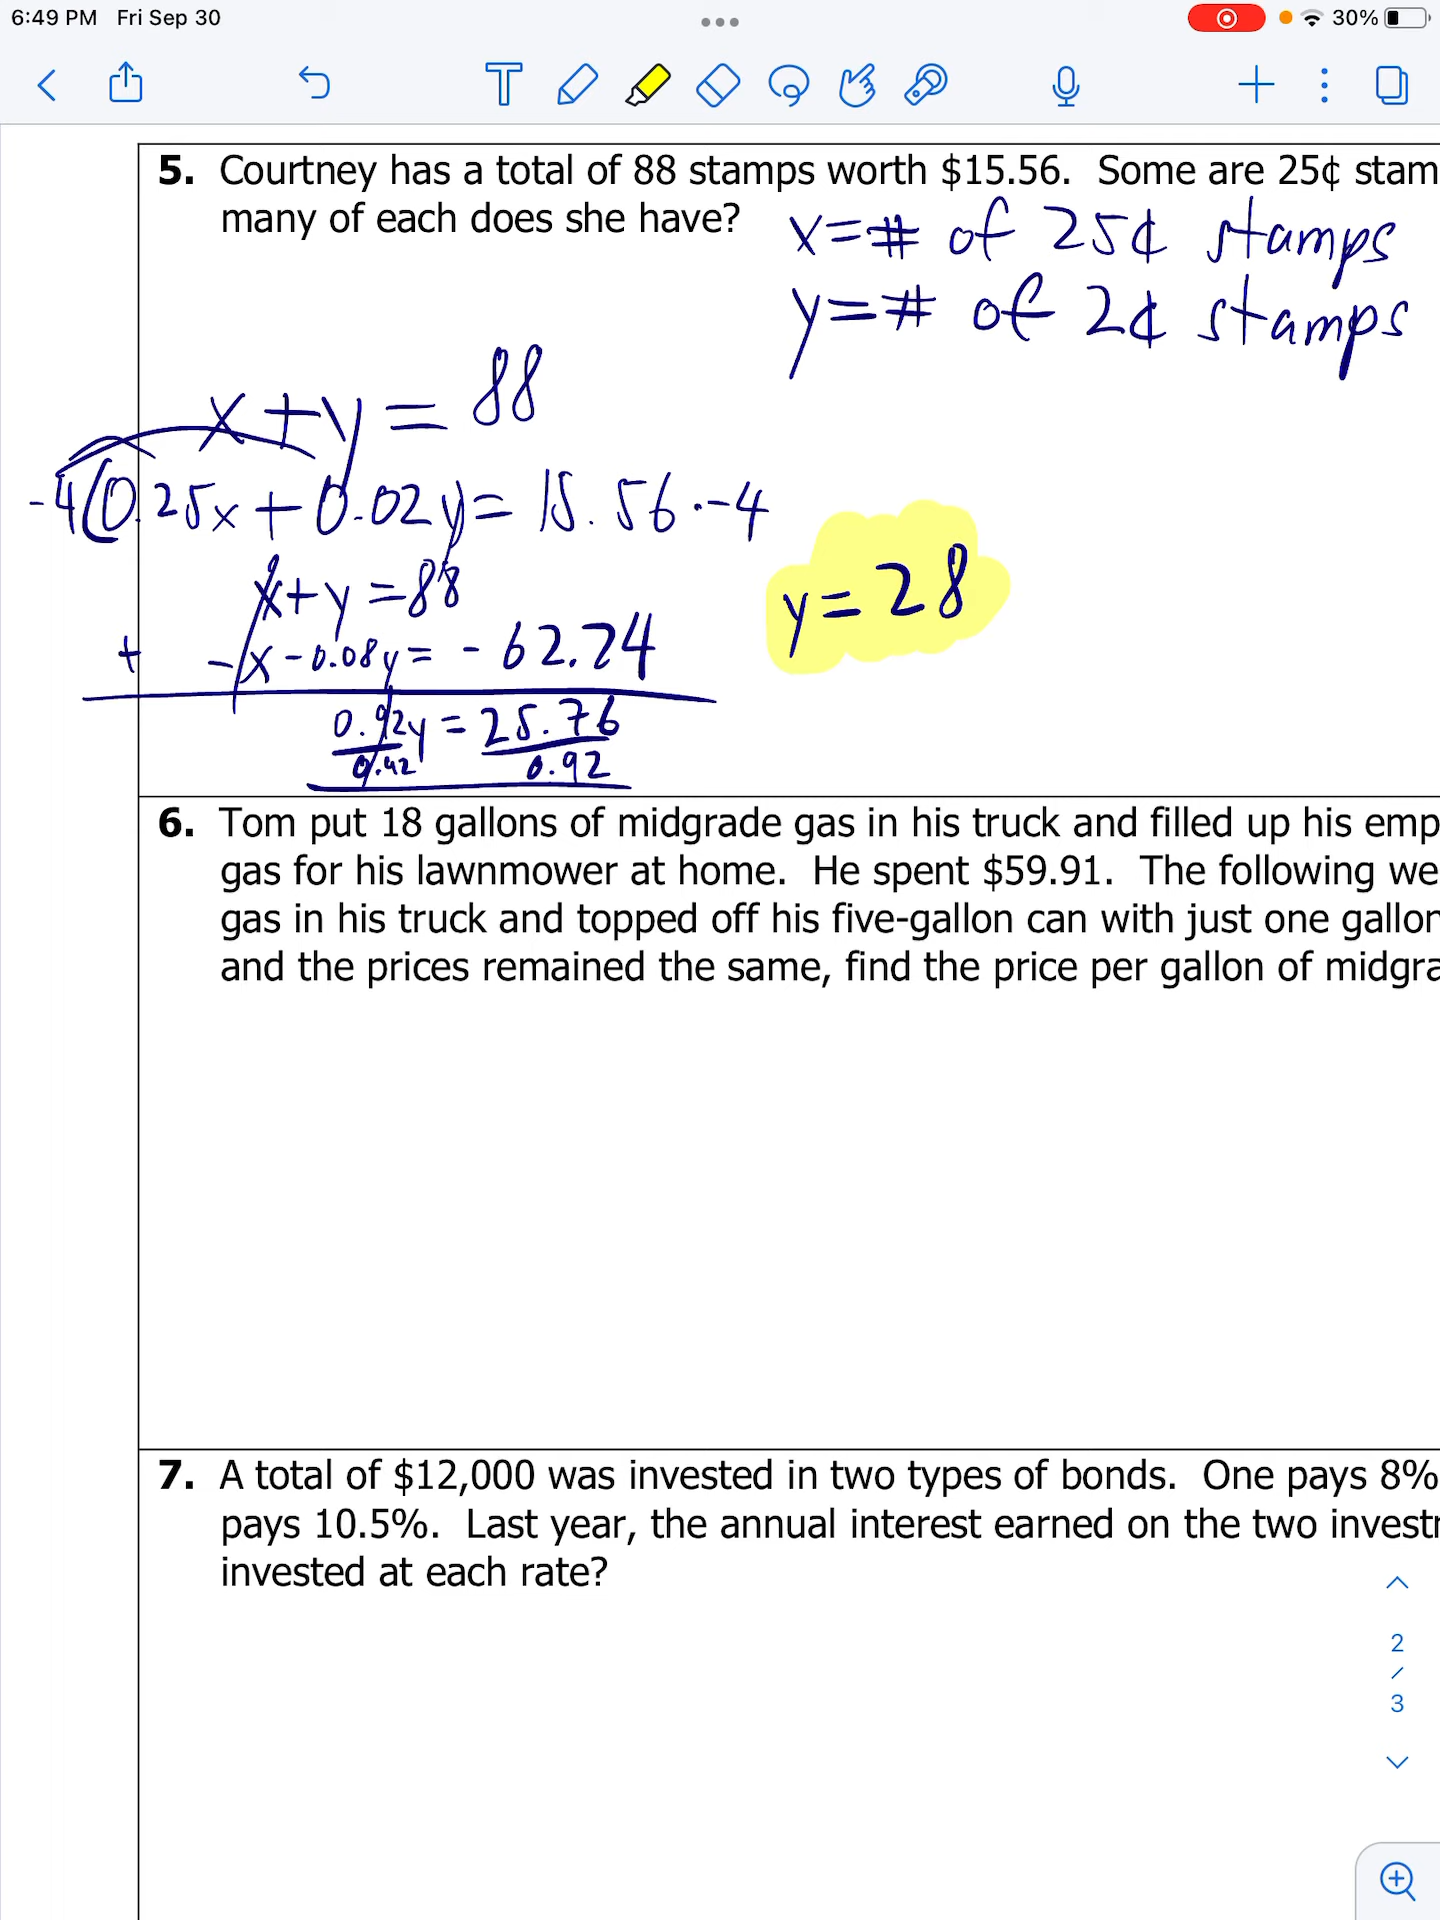 6:49 PM Fri Sep 30
30%
T
5. Courtney has a total of 88 stamps worth $15.56. Some are 25¢ stam
many of each does she have?
x=# of 25¢ stamps
y=# of 2¢ stamps
x+y=88
-4(0.25x+0.02y)=15.56·-4
x+y=88
+ -x-0.08y=-62.24
y=28
0.92y=25.76
0.92 0.92
6. Tom put 18 gallons of midgrade gas in his truck and filled up his emp
gas for his lawnmower at home. He spent $59.91. The following we
gas in his truck and topped off his five-gallon can with just one gallon
and the prices remained the same, find the price per gallon of midgra
7. A total of $12,000 was invested in two types of bonds. One pays 8%
pays 10.5%. Last year, the annual interest earned on the two investr
invested at each rate?
2
/
3